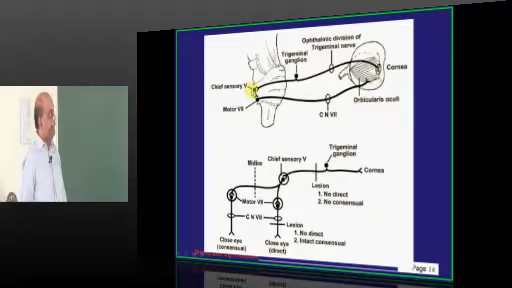 Ophthalmic division of
Trigeminal nerve
Trigeminal
ganglion
Cornea
Chief sensory V
Motor VII
Orbicularis oculi
C N VII
Trigeminal
ganglion
Chief sensory V
Midline
Cornea
Lesion
1. No direct
2. No consensual
Motor VII
C N VII
Lesion
1. No direct
2. Intact consensual
Close eye
(consensual)
Close eye
(direct)
Page 14